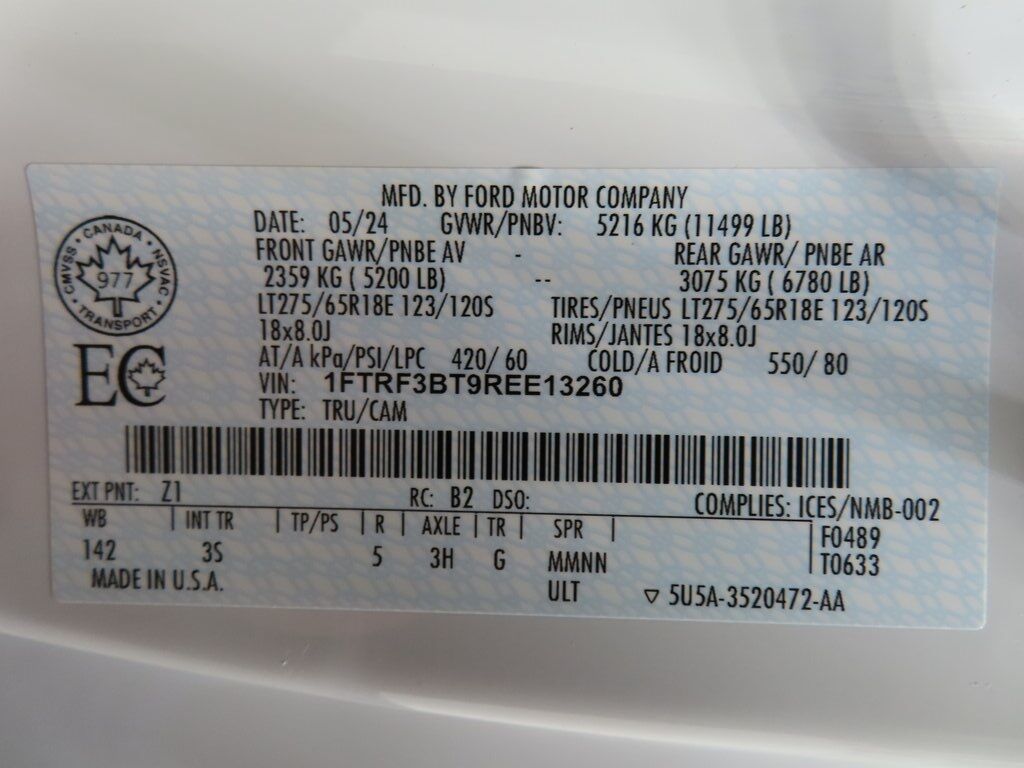 MFD. BY FORD MOTOR COMPANY
DATE: 05/24 GVWR/PNBV: 5216 KG (11499 LB)
FRONT GAWR/PNBE AV - REAR GAWR/ PNBE AR
2359 KG ( 5200 LB) -- 3075 KG ( 6780 LB)
LT275/65R18E 123/120S TIRES/PNEUS LT275/65R18E 123/120S
18x8.0J RIMS/JANTES 18x8.0J
AT/A kPa/PSI/LPC 420/ 60 COLD/A FROID 550/ 80
VIN: 1FTRF3BT9REE13260
TYPE: TRU/CAM
CANADA
CMVSS 977 NSVAC
TRANSPORT
EC
EXT PNT: Z1 RC: B2 DSO: COMPLIES: ICES/NMB-002
WB | INT TR | TP/PS | R | AXLE | TR | SPR | F0489
142 3S 5 3H G MMNN T0633
MADE IN U.S.A. ULT ▽ 5U5A-3520472-AA